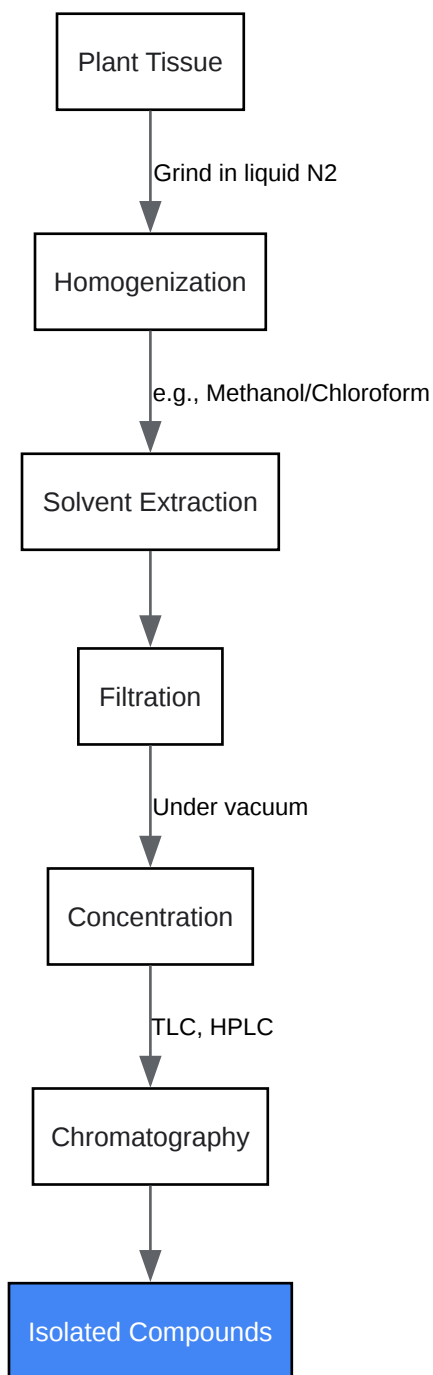 Plant Tissue
Grind in liquid N2
Homogenization
e.g., Methanol/Chloroform
Solvent Extraction
Filtration
Under vacuum
Concentration
TLC, HPLC
Chromatography
Isolated Compounds